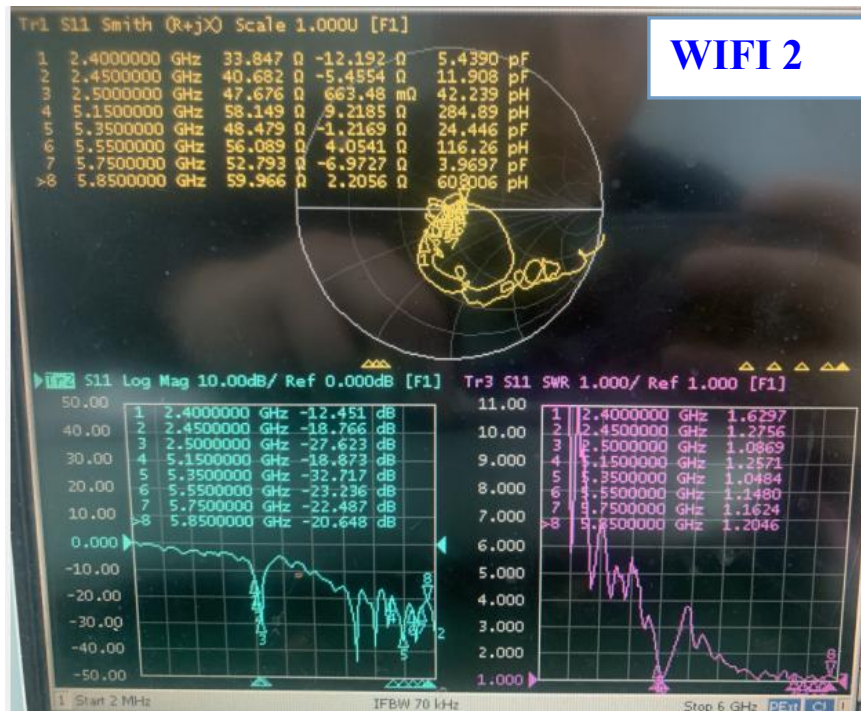 Tr1 S11 Smith (R+jX) Scale 1.000U [F1]
WIFI 2
1 2.4000000 GHz 33.847 Ω -12.192 Ω 5.4390 pF
2 2.4500000 GHz 40.682 Ω -5.4554 Ω 11.908 pF
3 2.5000000 GHz 47.676 Ω 663.48 mΩ 42.239 pH
4 5.1500000 GHz 58.149 Ω 9.2185 Ω 284.89 pH
5 5.3500000 GHz 48.479 Ω -1.2169 Ω 24.446 pF
6 5.5500000 GHz 56.089 Ω 4.0541 Ω 116.26 pH
7 5.7500000 GHz 52.793 Ω -6.9727 Ω 3.9697 pF
>8 5.8500000 GHz 59.966 Ω 2.2056 Ω pH
Tr2 S11 Log Mag 10.00dB/ Ref 0.000dB [F1]
50.00
40.00
30.00
20.00
10.00
0.000
-10.00
-20.00
-30.00
-40.00
-50.00
1 2.4000000 GHz -12.451 dB
2 2.4500000 GHz -18.766 dB
3 2.5000000 GHz -27.623 dB
4 5.1500000 GHz -18.873 dB
5 5.3500000 GHz -32.717 dB
6 5.5500000 GHz -23.236 dB
7 5.7500000 GHz -22.487 dB
>8 5.8500000 GHz -20.648 dB
Tr3 S11 SWR 1.000/ Ref 1.000 [F1]
11.00
10.00
9.000
8.000
7.000
6.000
5.000
4.000
3.000
2.000
1.000
1 2.4000000 GHz 1.6297
2 2.4500000 GHz 1.2756
3 2.5000000 GHz 1.0869
4 5.1500000 GHz 1.2571
5 5.3500000 GHz 1.0484
6 5.5500000 GHz 1.1480
7 5.7500000 GHz 1.1624
>8 5.8500000 GHz 1.2046
1 Start 2 MHz
IFBW 70 kHz
Stop 6 GHz PExt C! !